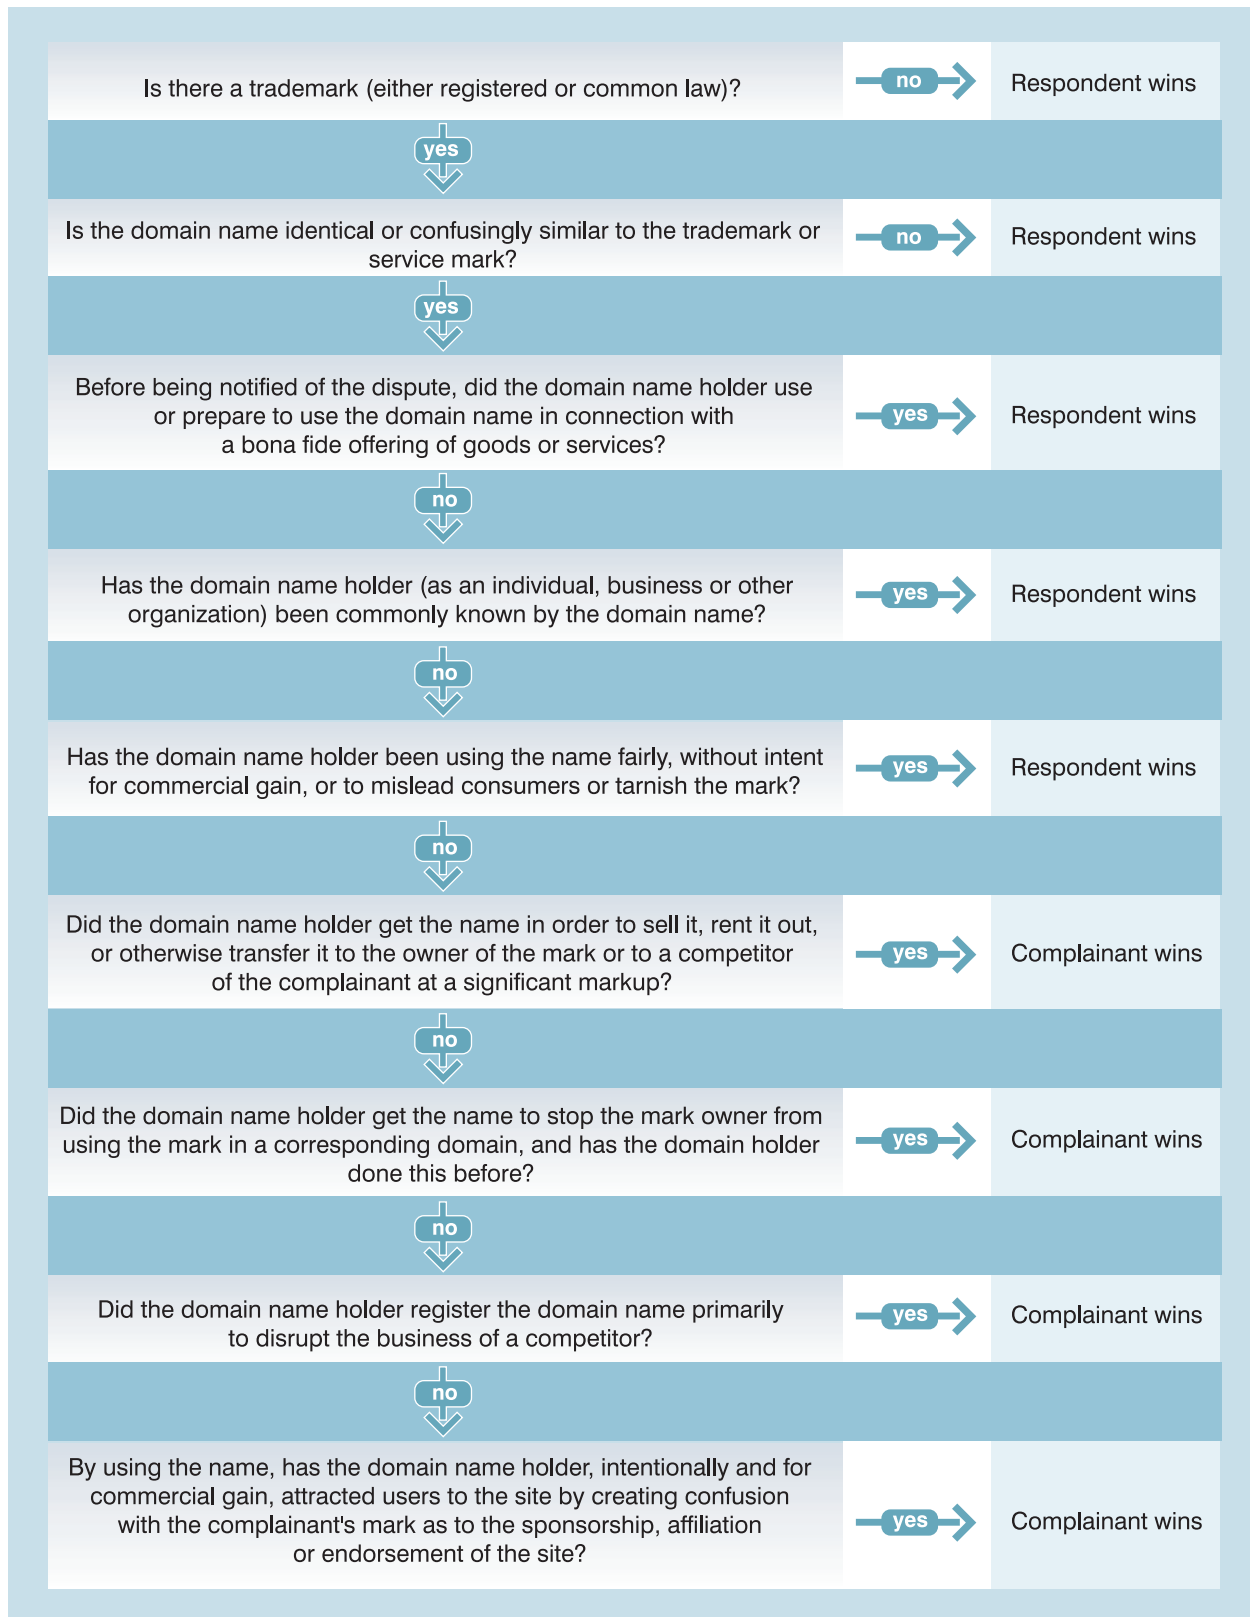 Is there a trademark (either registered or common law)?
no
Respondent wins
yes
Is the domain name identical or confusingly similar to the trademark or
service mark?
no
Respondent wins
yes
Before being notified of the dispute, did the domain name holder use
or prepare to use the domain name in connection with
a bona fide offering of goods or services?
yes
Respondent wins
no
Has the domain name holder (as an individual, business or other
organization) been commonly known by the domain name?
yes
Respondent wins
no
Has the domain name holder been using the name fairly, without intent
for commercial gain, or to mislead consumers or tarnish the mark?
yes
Respondent wins
no
Did the domain name holder get the name in order to sell it, rent it out,
or otherwise transfer it to the owner of the mark or to a competitor
of the complainant at a significant markup?
yes
Complainant wins
no
Did the domain name holder get the name to stop the mark owner from
using the mark in a corresponding domain, and has the domain holder
done this before?
yes
Complainant wins
no
Did the domain name holder register the domain name primarily
to disrupt the business of a competitor?
yes
Complainant wins
no
By using the name, has the domain name holder, intentionally and for
commercial gain, attracted users to the site by creating confusion
with the complainant's mark as to the sponsorship, affiliation
or endorsement of the site?
yes
Complainant wins